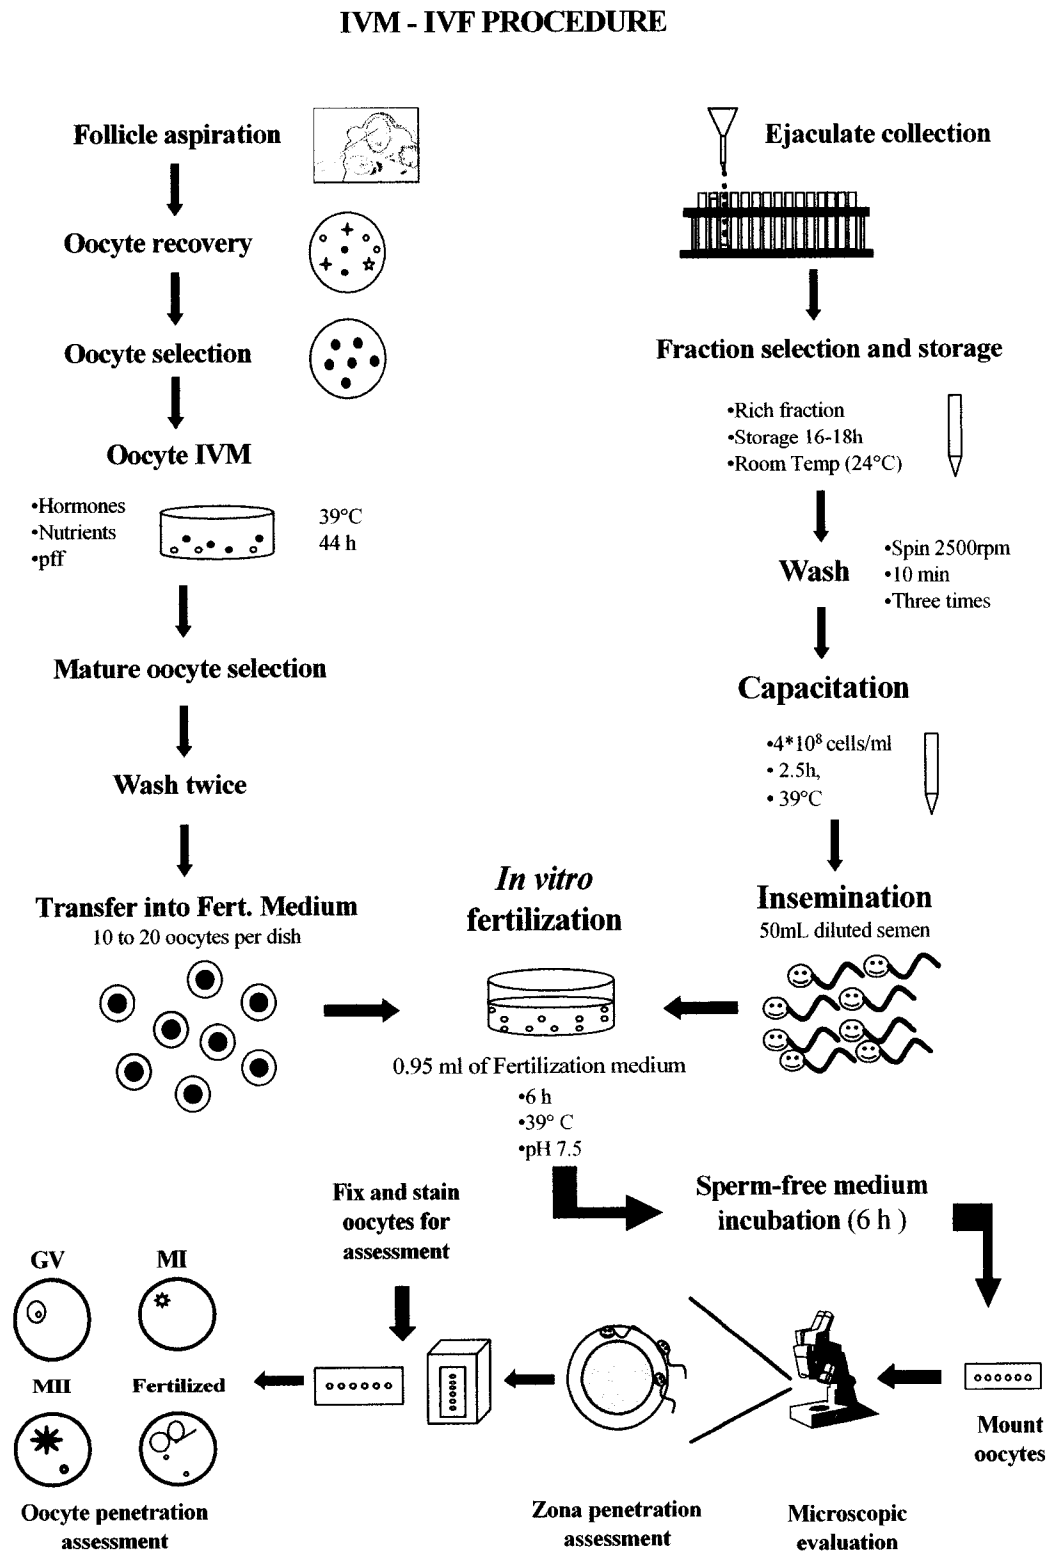 IVM - IVF PROCEDURE
Follicle aspiration
Oocyte recovery
Oocyte selection
Oocyte IVM
•Hormones
•Nutrients
•pff
39°C
44 h
Mature oocyte selection
Wash twice
Transfer into Fert. Medium
10 to 20 oocytes per dish
Ejaculate collection
Fraction selection and storage
•Rich fraction
•Storage 16-18h
•Room Temp (24°C)
Wash
•Spin 2500rpm
•10 min
•Three times
Capacitation
•4*10⁸ cells/ml
• 2.5h,
• 39°C
Insemination
50mL diluted semen
In vitro
fertilization
0.95 ml of Fertilization medium
•6 h
•39° C
•pH 7.5
Sperm-free medium
incubation (6 h )
Mount
oocytes
Microscopic
evaluation
Zona penetration
assessment
Fix and stain
oocytes for
assessment
GV
MI
MII
Fertilized
Oocyte penetration
assessment